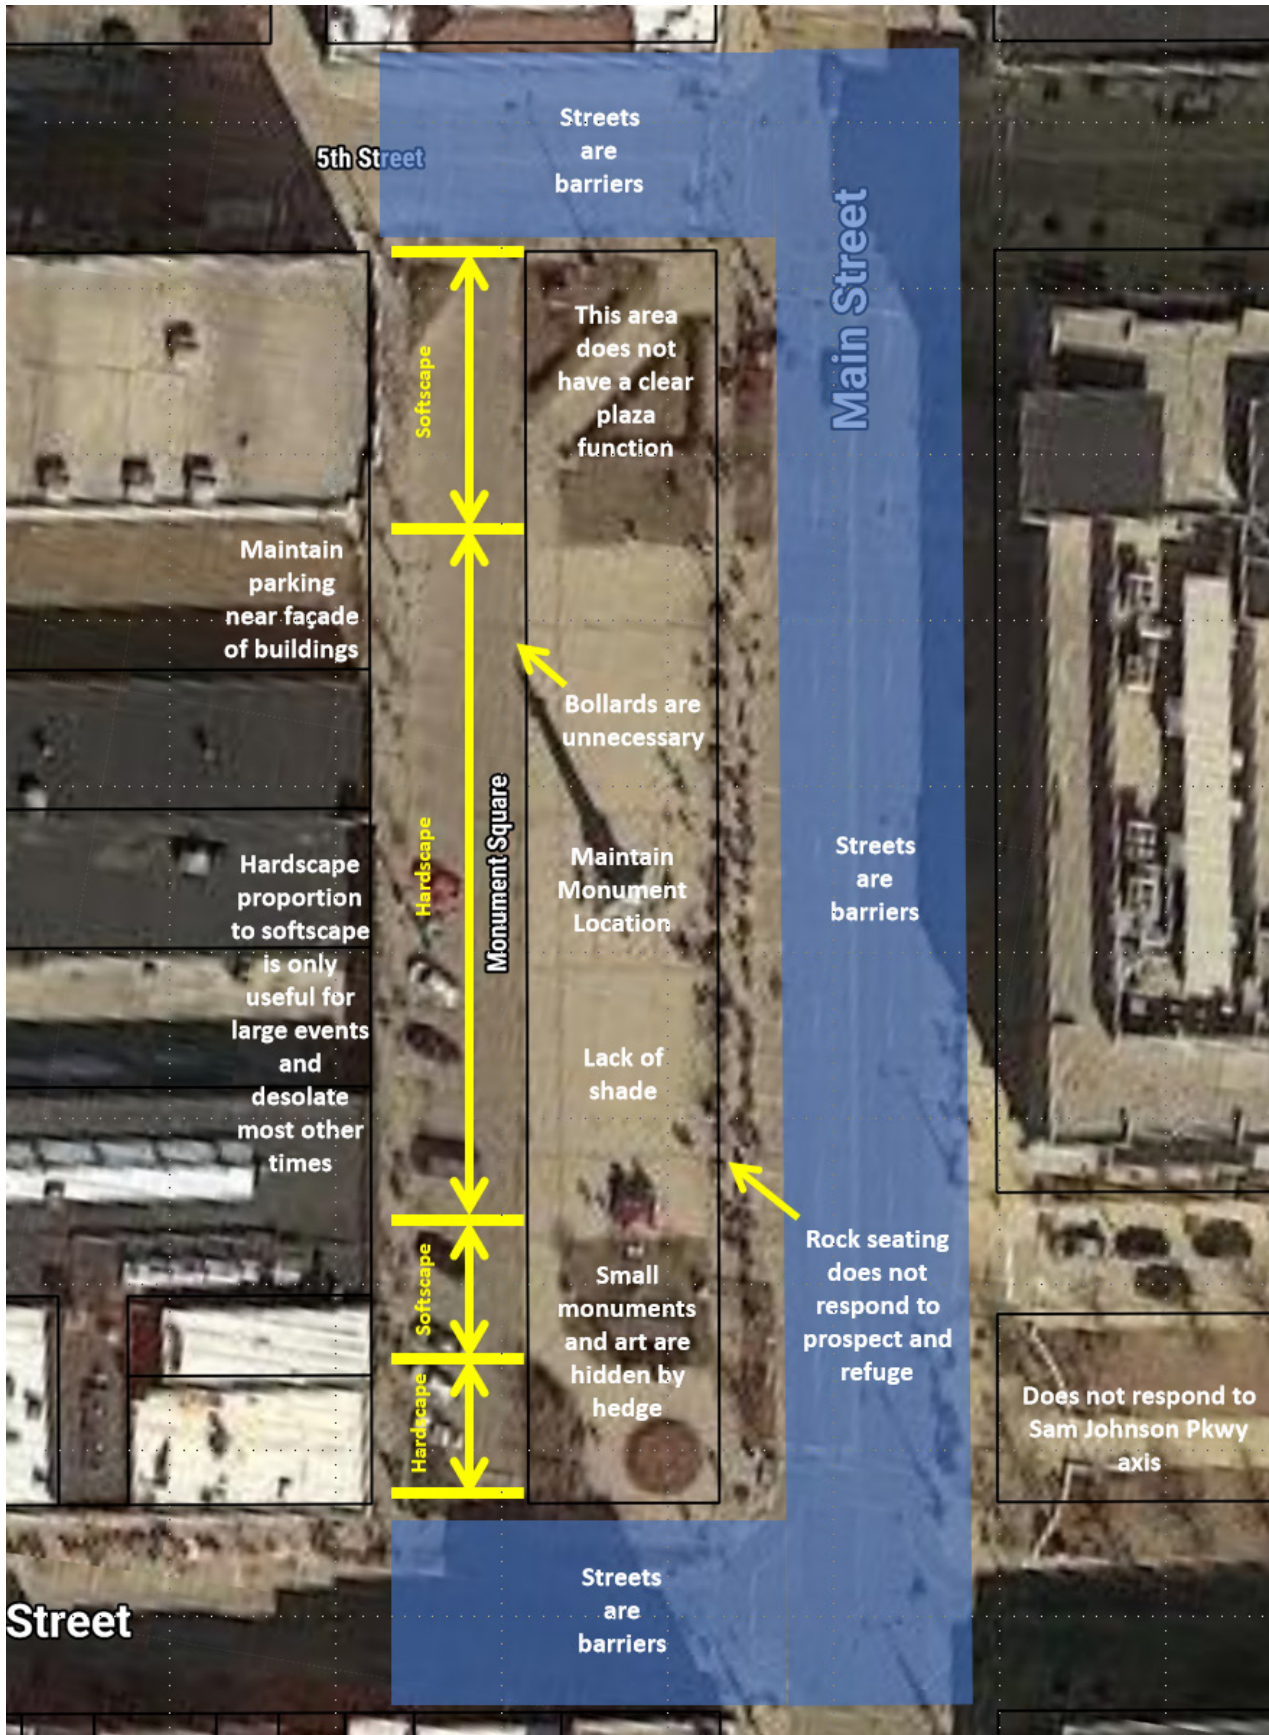 Streets
are
barriers
5th Street
Main Street
This area
does not
have a clear
plaza
function
Softscape
Maintain
parking
near façade
of buildings
Bollards are
unnecessary
Monument Square
Hardscape
Hardscape
proportion
to softscape
is only
useful for
large events
and
desolate
most other
times
Maintain
Monument
Location
Streets
are
barriers
Lack of
shade
Rock seating
does not
respond to
prospect and
refuge
Softscape
Small
monuments
and art are
hidden by
hedge
Hardscape
Does not respond to
Sam Johnson Pkwy
axis
Streets
are
barriers
Street